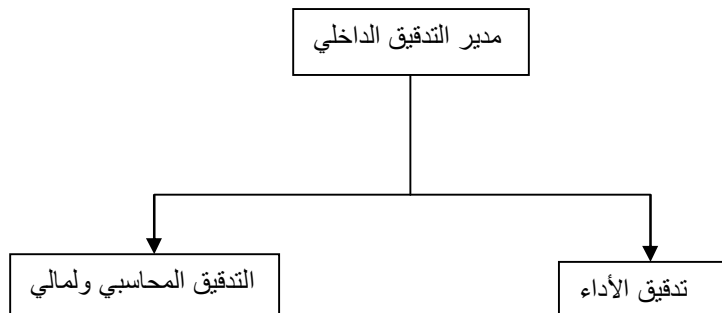 مدير التدقيق الداخلي
تدقيق الأداء
التدقيق المحاسبي ولمالي